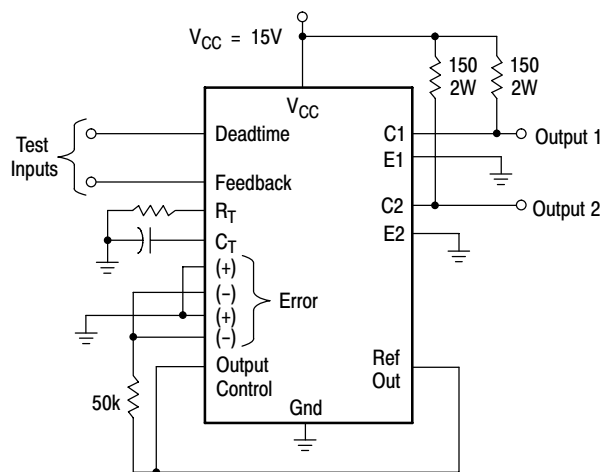 V_CC = 15V
150
2W
150
2W
V_CC
Test
Inputs
Deadtime
Feedback
R_T
C_T
(+)
(−)
(+)
(−)
Error
Output
Control
50k
Gnd
C1
E1
C2
E2
Ref
Out
Output 1
Output 2